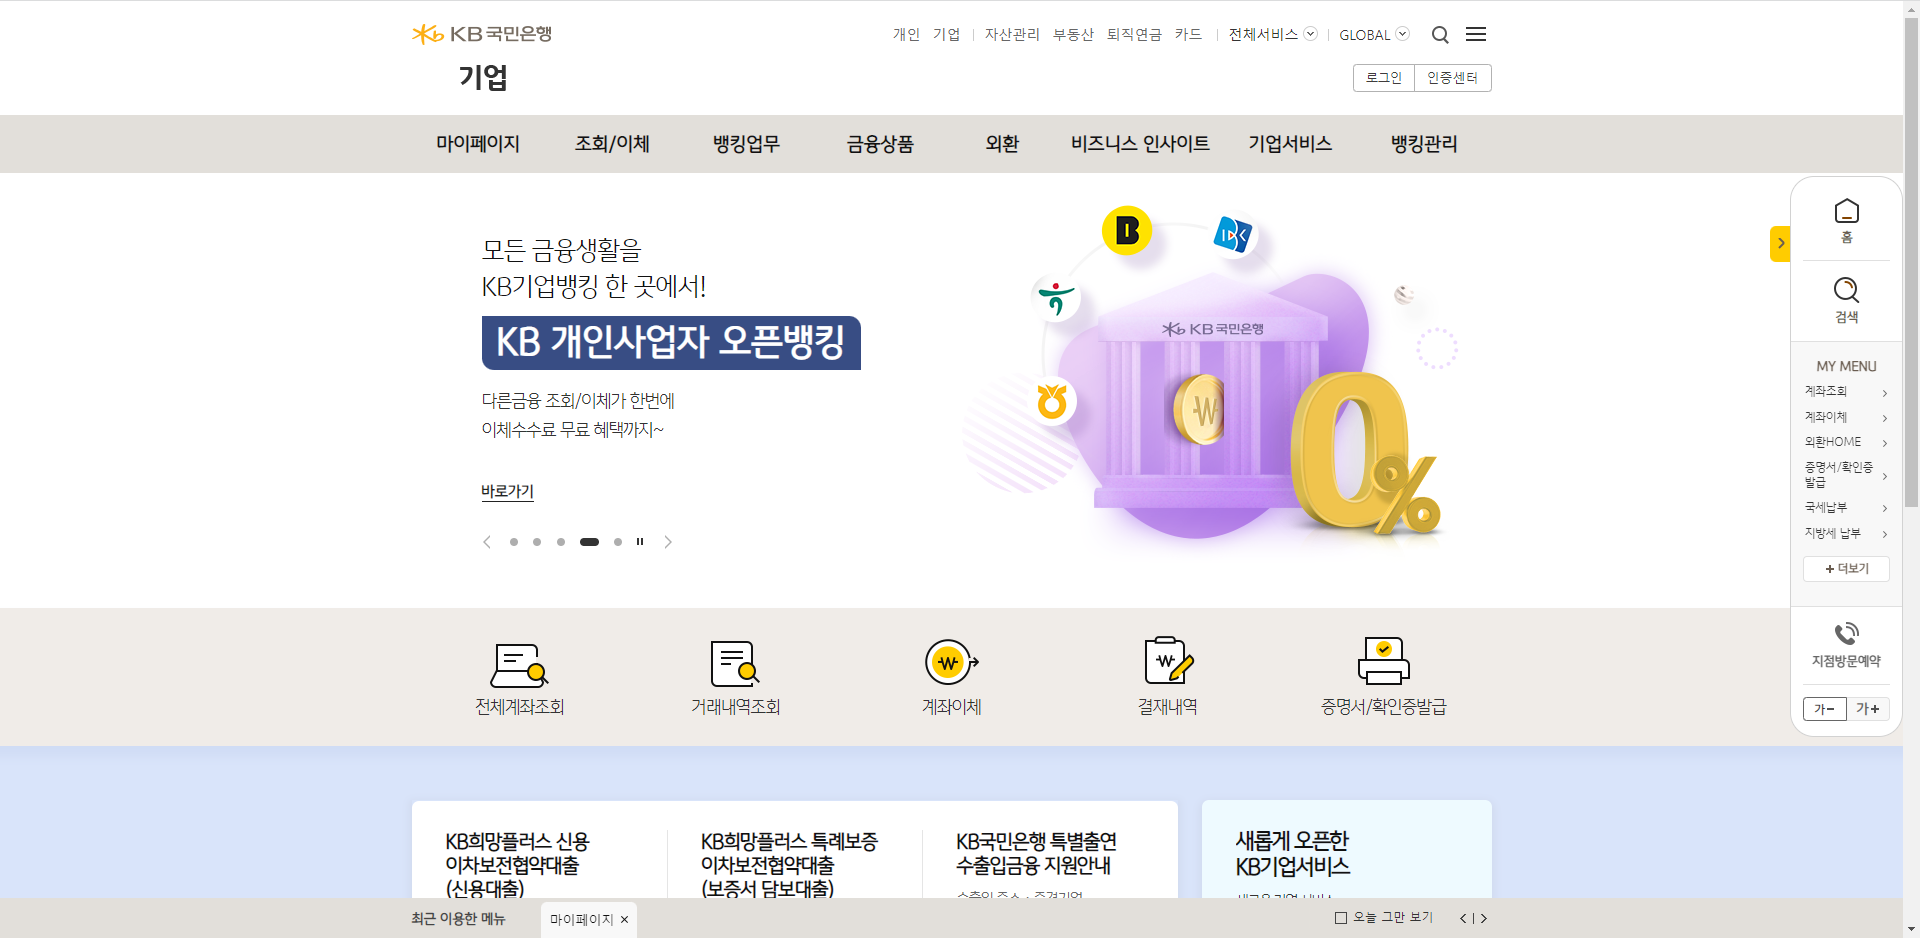 KB 국민은행
개인 기업 자산관리 부동산 퇴직연금 카드 전체서비스 GLOBAL
기업
로그인 인증센터
마이페이지 조회/이체 뱅킹업무 금융상품 외환 비즈니스 인사이트 기업서비스 뱅킹관리
모든 금융생활을
KB기업뱅킹 한 곳에서!
KB 개인사업자 오픈뱅킹
다른금융 조회/이체가 한번에
이체수수료 무료 혜택까지~
바로가기
B
IBK
KB 국민은행
₩
0%
홈
검색
MY MENU
계좌조회
계좌이체
외환HOME
증명서/확인증
발급
국세납부
지방세 납부
+ 더보기
지점방문예약
가- 가+
전체계좌조회 거래내역조회 계좌이체 결재내역 증명서/확인증발급
KB희망플러스 신용
이차보전협약대출
(신용대출)
KB희망플러스 특례보증
이차보전협약대출
(보증서 담보대출)
KB국민은행 특별출연
수출입금융 지원안내
새롭게 오픈한
KB기업서비스
최근 이용한 메뉴 마이페이지 × 오늘 그만 보기